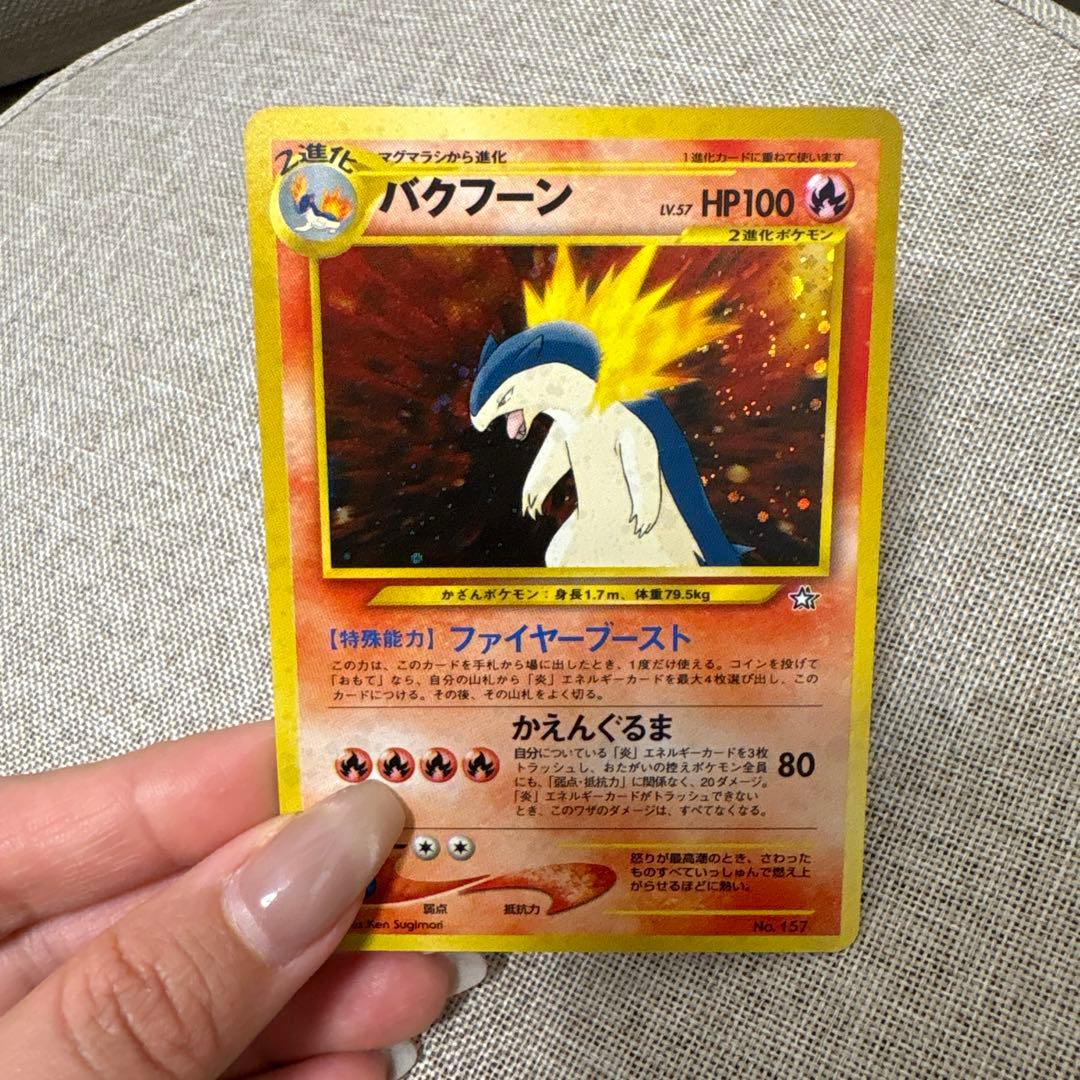 2進化
マグマラシから進化
1進化カードに重ねて使います
バクフーン
LV.57 HP100
2進化ポケモン
かざんポケモン：身長1.7m、体重79.5kg
【特殊能力】ファイヤーブースト
この力は、このカードを手札から場に出したとき、1度だけ使える。コインを投げて
「おもて」なら、自分の山札から「炎」エネルギーカードを最大4枚選び出し、この
カードにつける。その後、その山札をよく切る。
かえんぐるま
自分についている「炎」エネルギーカードを3枚
トラッシュし、おたがいの控えポケモン全員
にも、「弱点・抵抗力」に関係なく、20ダメージ。
「炎」エネルギーカードがトラッシュできない
とき、このワザのダメージは、すべてなくなる。
80
怒りが最高潮のとき、さわった
ものすべていっしゅんで燃え上
がらせるほどに熱い。
弱点
抵抗力
Ken Sugimori
No. 157